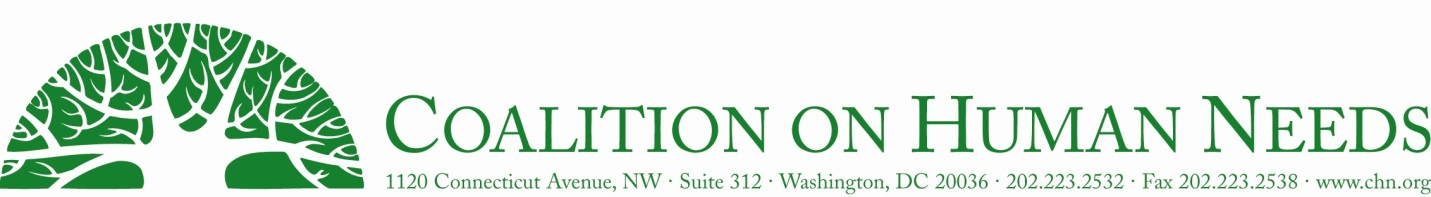 COALITION ON HUMAN NEEDS
1120 Connecticut Avenue, NW · Suite 312 · Washington, DC 20036 · 202.223.2532 · Fax 202.223.2538 · www.chn.org